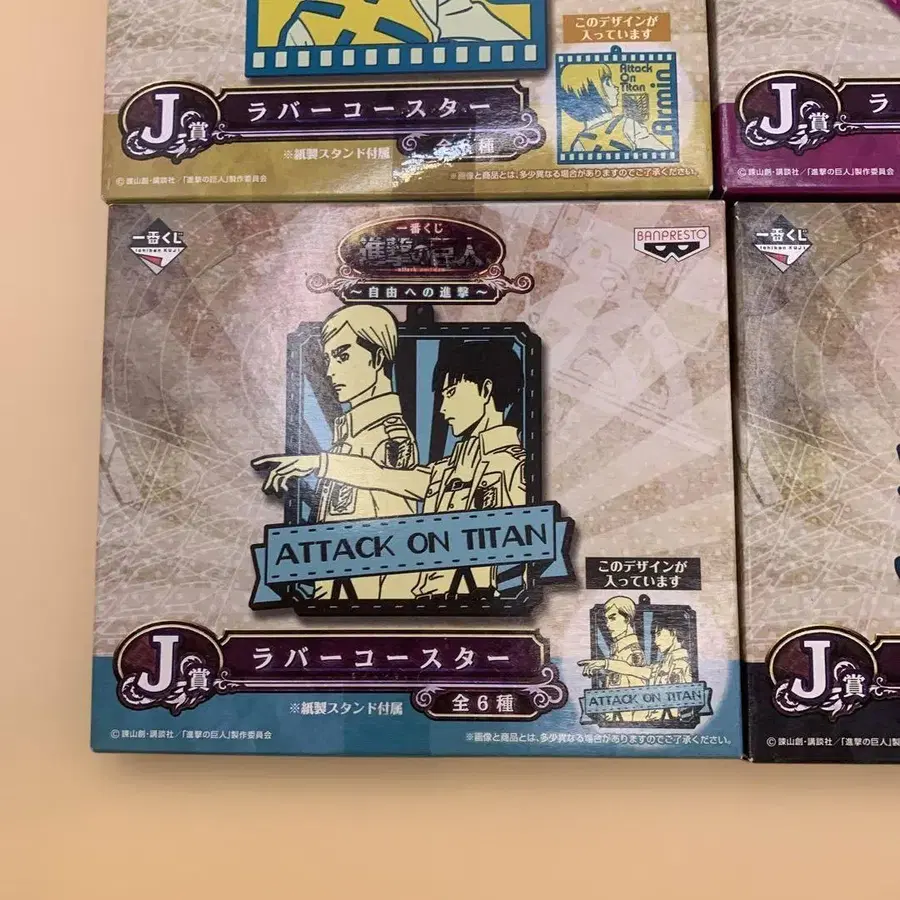 このデザインが
入っています
Attack
On
Titan
Armin
J賞
ラバーコースター
※紙製スタンド付属
全6種
©諫山創・講談社/「進撃の巨人」製作委員会
※画像と商品とは、多少異なる場合がありますのでご了承ください。
J賞
ラ
©諫山創・講談社/「進撃の巨人」製作委員会
一番くじ
Ichiban KUJI
一番くじ
進撃の巨人
attack on titan
~自由への進撃~
BANPRESTO
ATTACK ON TITAN
このデザインが
入っています
ATTACK ON TITAN
J賞
ラバーコースター
※紙製スタンド付属
全6種
©諫山創・講談社/「進撃の巨人」製作委員会
※画像と商品とは、多少異なる場合がありますのでご了承ください。
一番くじ
Ichiban KUJI
J賞
©諫山創・講談社/「進撃の巨人」製作委員会